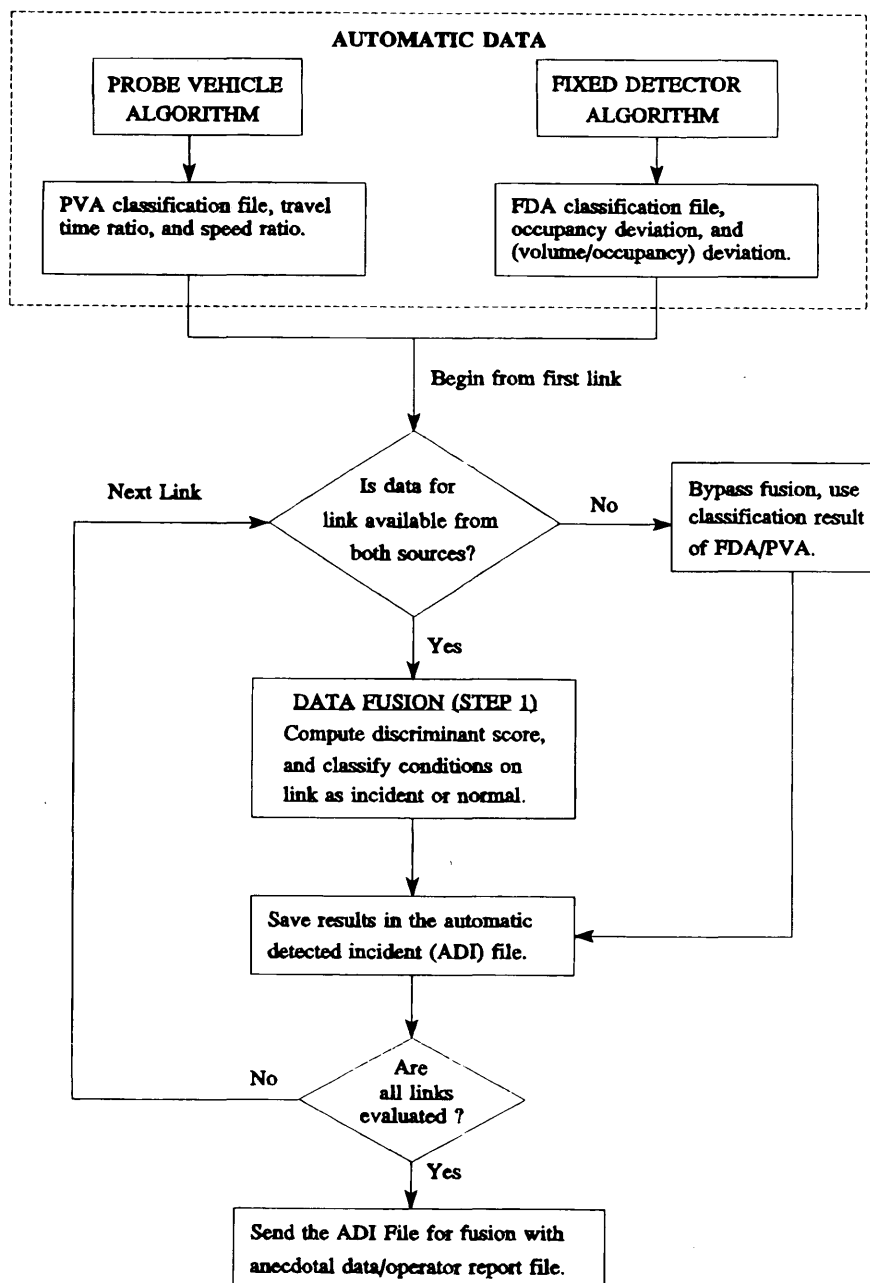 AUTOMATIC DATA
PROBE VEHICLE
ALGORITHM
FIXED DETECTOR
ALGORITHM
PVA classification file, travel
time ratio, and speed ratio.
FDA classification file,
occupancy deviation, and
(volume/occupancy) deviation.
Begin from first link
Next Link
Is data for
link available from
both sources?
No
Bypass fusion, use
classification result
of FDA/PVA.
Yes
DATA FUSION (STEP 1)
Compute discriminant score,
and classify conditions on
link as incident or normal.
Save results in the automatic
detected incident (ADI) file.
No
Are
all links
evaluated ?
Yes
Send the ADI File for fusion with
anecdotal data/operator report file.